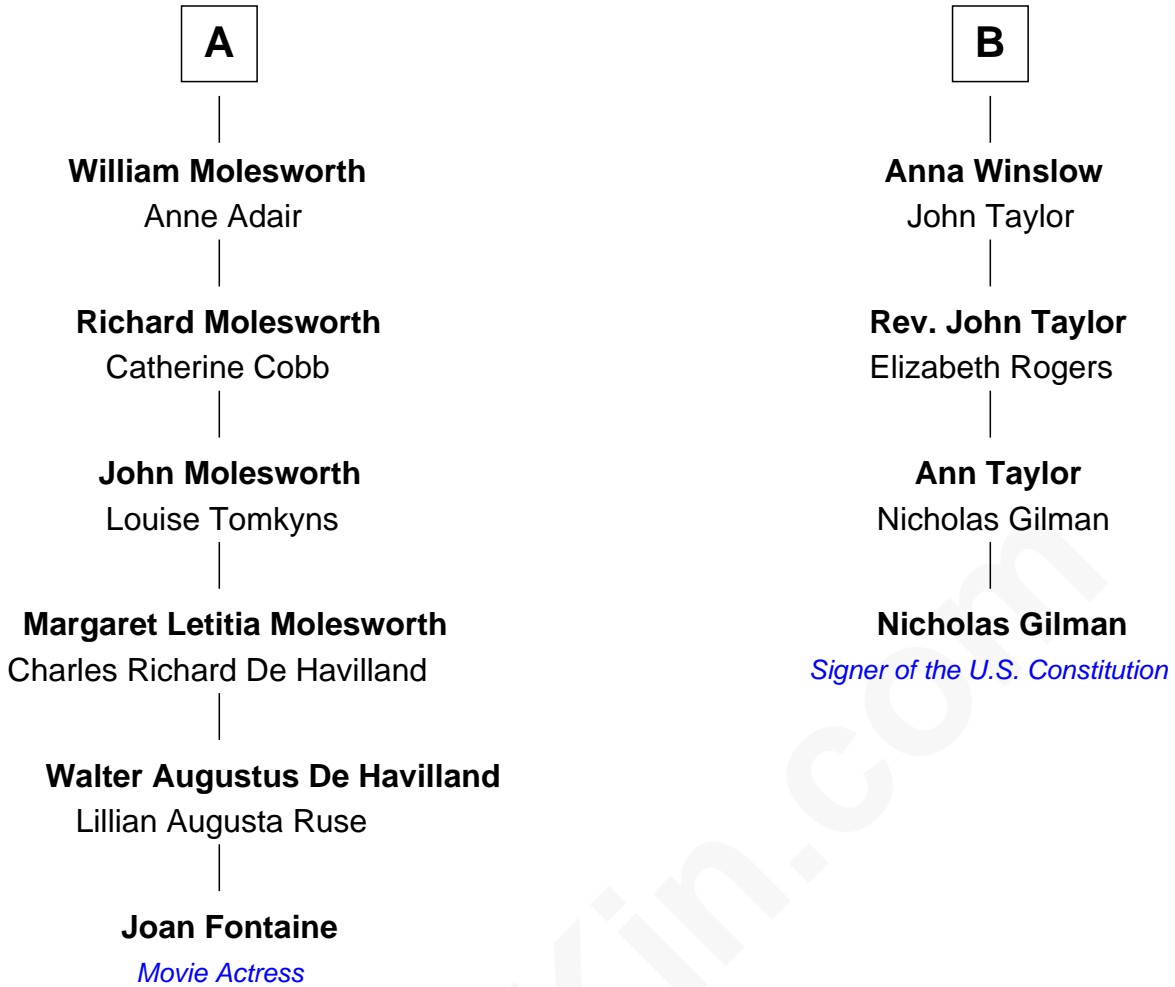 A
William Molesworth
Anne Adair
Richard Molesworth
Catherine Cobb
John Molesworth
Louise Tomkyns
Margaret Letitia Molesworth
Charles Richard De Havilland
Walter Augustus De Havilland
Lillian Augusta Ruse
Joan Fontaine
Movie Actress
B
Anna Winslow
John Taylor
Rev. John Taylor
Elizabeth Rogers
Ann Taylor
Nicholas Gilman
Nicholas Gilman
Signer of the U.S. Constitution
Kin.com